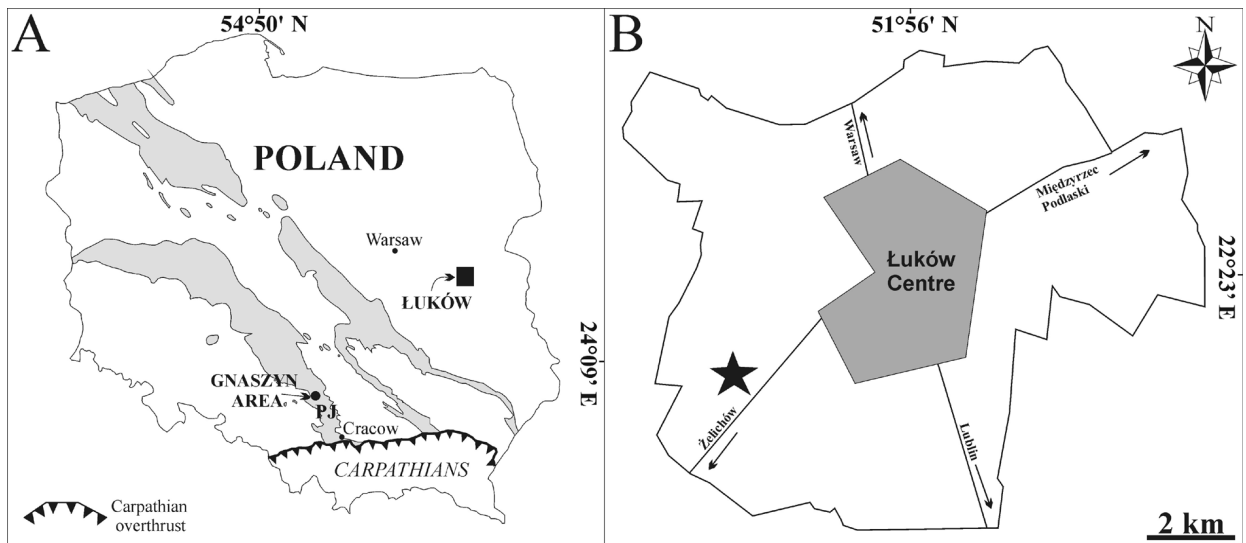 A
54°50' N
POLAND
Warsaw
ŁUKÓW
24°09' E
GNASZYN
AREA
PJ
Cracow
CARPATHIANS
Carpathian
overthrust
B
51°56' N
N
Warsaw
Międzyrzec
Podlaski
Łuków
Centre
22°23' E
Żelichów
Lublin
2 km